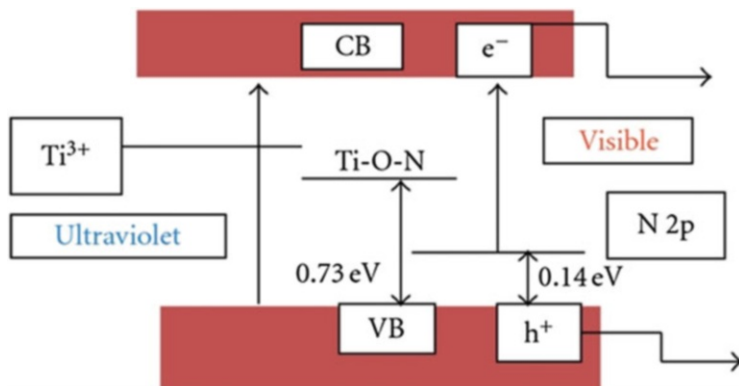 CB
e⁻
Ti³⁺
Visible
Ti-O-N
N 2p
Ultraviolet
0.73 eV
0.14 eV
VB
h⁺